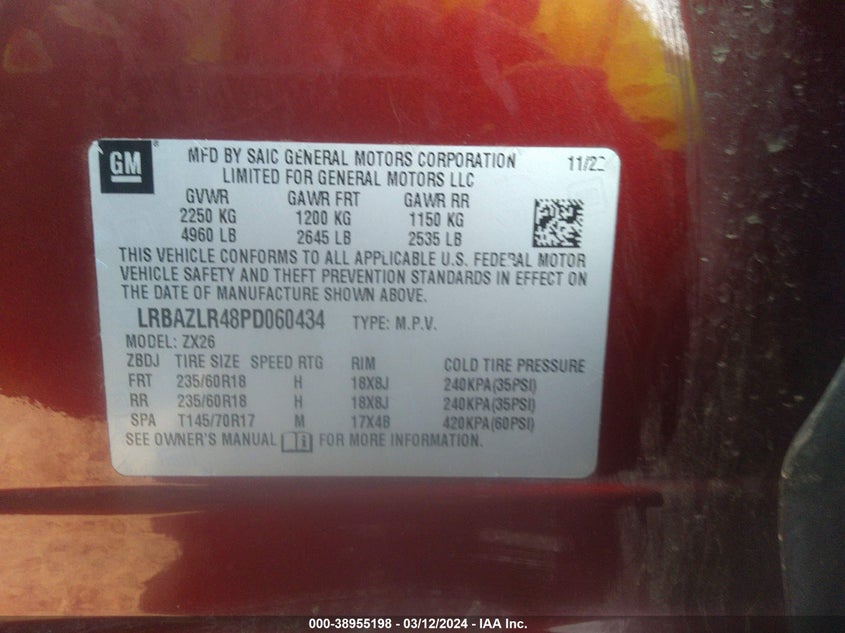 GM
MFD BY SAIC GENERAL MOTORS CORPORATION
11/22
LIMITED FOR GENERAL MOTORS LLC
GVWR GAWR FRT GAWR RR
2250 KG 1200 KG 1150 KG
4960 LB 2645 LB 2535 LB
THIS VEHICLE CONFORMS TO ALL APPLICABLE U.S. FEDERAL MOTOR
VEHICLE SAFETY AND THEFT PREVENTION STANDARDS IN EFFECT ON
THE DATE OF MANUFACTURE SHOWN ABOVE.
LRBAZLR48PD060434 TYPE: M.P.V.
MODEL: ZX26
ZBDJ TIRE SIZE SPEED RTG RIM COLD TIRE PRESSURE
FRT 235/60R18 H 18X8J 240KPA(35PSI)
RR 235/60R18 H 18X8J 240KPA(35PSI)
SPA T145/70R17 M 17X4B 420KPA(60PSI)
SEE OWNER'S MANUAL i FOR MORE INFORMATION.
000-38955198 - 03/12/2024 - IAA Inc.